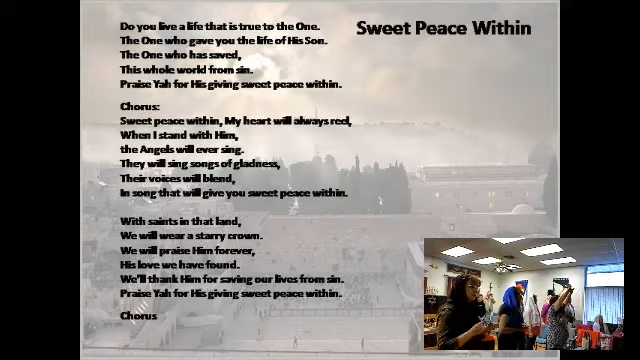 Sweet Peace Within
Do you live a life that is true to the One.
The One who gave you the life of His Son.
The One who has saved,
This whole world from sin.
Praise Yah for His giving sweet peace within.
Chorus:
Sweet peace within, My heart will always reel,
When I stand with Him,
the Angels will ever sing.
They will sing songs of gladness,
Their voices will blend,
In song that will give you sweet peace within.
With saints in that land,
We will wear a starry crown.
We will praise Him forever,
His love we have found.
We'll thank Him for saving our lives from sin.
Praise Yah for His giving sweet peace within.
Chorus